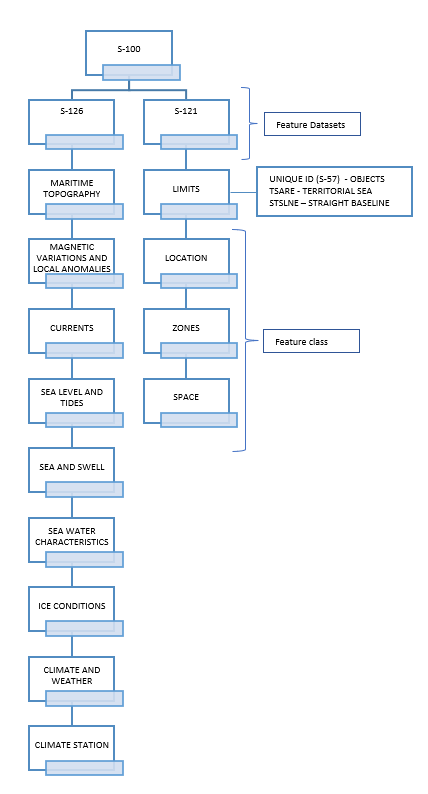 S-100
S-126
S-121
Feature Datasets
MARITIME
TOPOGRAPHY
LIMITS
UNIQUE ID (S-57)  - OBJECTS
TSARE - TERRITORIAL SEA
STSLNE – STRAIGHT BASELINE
MAGNETIC
VARIATIONS AND
LOCAL ANOMALIES
LOCATION
CURRENTS
ZONES
Feature class
SEA LEVEL AND
TIDES
SPACE
SEA AND SWELL
SEA WATER
CHARACTERISTICS
ICE CONDITIONS
CLIMATE AND
WEATHER
CLIMATE STATION